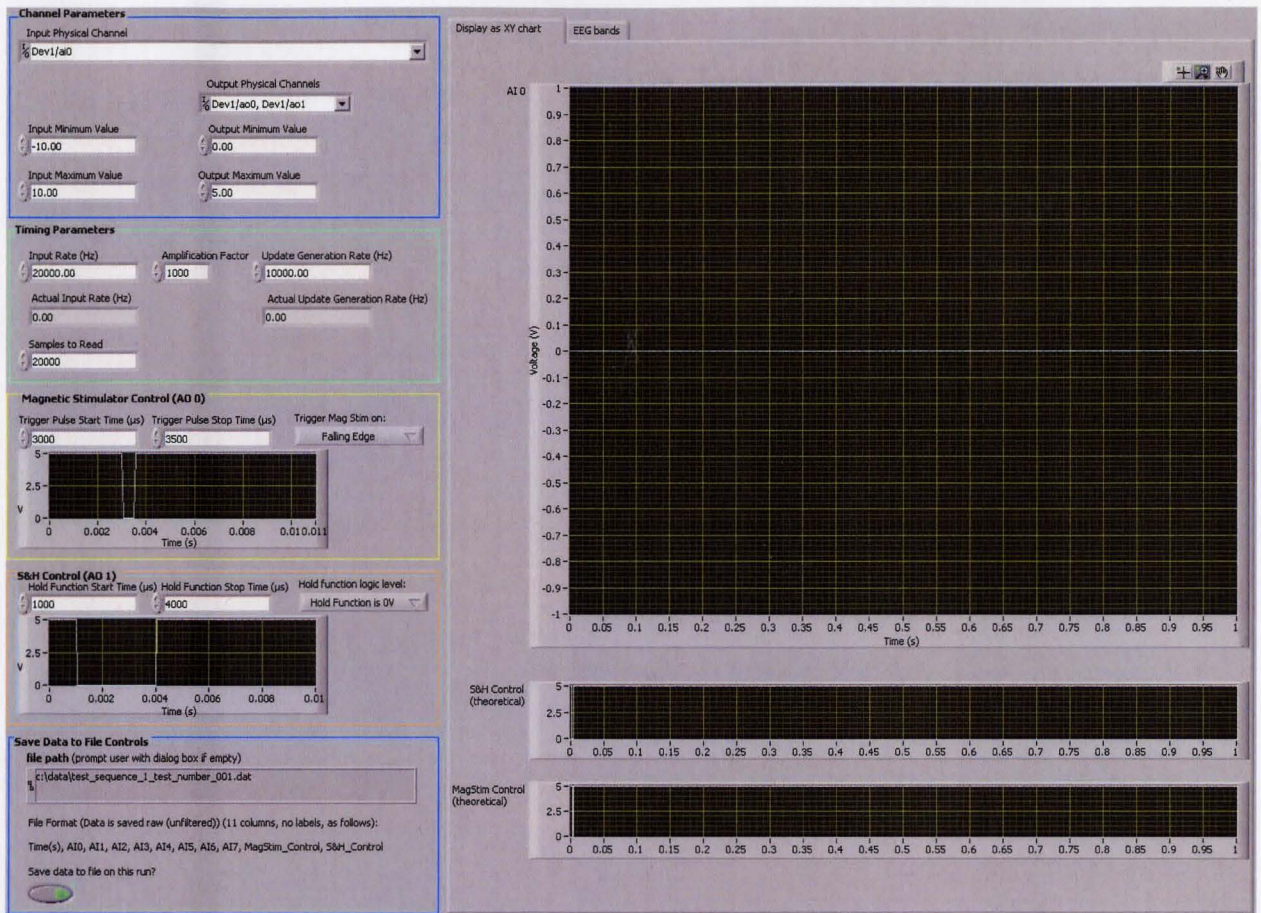 Channel Parameters
Input Physical Channel
Dev1/ai0
Output Physical Channels
Dev1/ao0, Dev1/ao1
Input Minimum Value
Output Minimum Value
-10.00
0.00
Input Maximum Value
Output Maximum Value
10.00
5.00
Timing Parameters
Input Rate (Hz)
Amplification Factor
Update Generation Rate (Hz)
20000.00
1000
10000.00
Actual Input Rate (Hz)
Actual Update Generation Rate (Hz)
0.00
0.00
Samples to Read
20000
Magnetic Stimulator Control (AO 0)
Trigger Pulse Start Time (µs)
Trigger Pulse Stop Time (µs)
Trigger Mag Stim on:
3000
3500
Falling Edge
5
2.5
V
0
0 0.002 0.004 0.006 0.008 0.010.011
Time (s)
S&H Control (AO 1)
Hold Function Start Time (µs)
Hold Function Stop Time (µs)
Hold function logic level:
1000
4000
Hold Function is 0V
5
2.5
V
0
0 0.002 0.004 0.006 0.008 0.01
Time (s)
Save Data to File Controls
file path (prompt user with dialog box if empty)
c:\data\test_sequence_1_test_number_001.dat
File Format (Data is saved raw (unfiltered)) (11 columns, no labels, as follows):
Time(s), AI0, AI1, AI2, AI3, AI4, AI5, AI6, AI7, MagStim_Control, S&H_Control
Save data to file on this run?
Display as XY chart
EEG bands
AI 0
1
0.9
0.8
0.7
0.6
0.5
0.4
0.3
0.2
0.1
0
-0.1
-0.2
-0.3
-0.4
-0.5
-0.6
-0.7
-0.8
-0.9
-1
Voltage (V)
0 0.05 0.1 0.15 0.2 0.25 0.3 0.35 0.4 0.45 0.5 0.55 0.6 0.65 0.7 0.75 0.8 0.85 0.9 0.95 1
Time (s)
S&H Control
(theoretical)
5
2.5
0
0 0.05 0.1 0.15 0.2 0.25 0.3 0.35 0.4 0.45 0.5 0.55 0.6 0.65 0.7 0.75 0.8 0.85 0.9 0.95 1
MagStim Control
(theoretical)
5
2.5
0
0 0.05 0.1 0.15 0.2 0.25 0.3 0.35 0.4 0.45 0.5 0.55 0.6 0.65 0.7 0.75 0.8 0.85 0.9 0.95 1